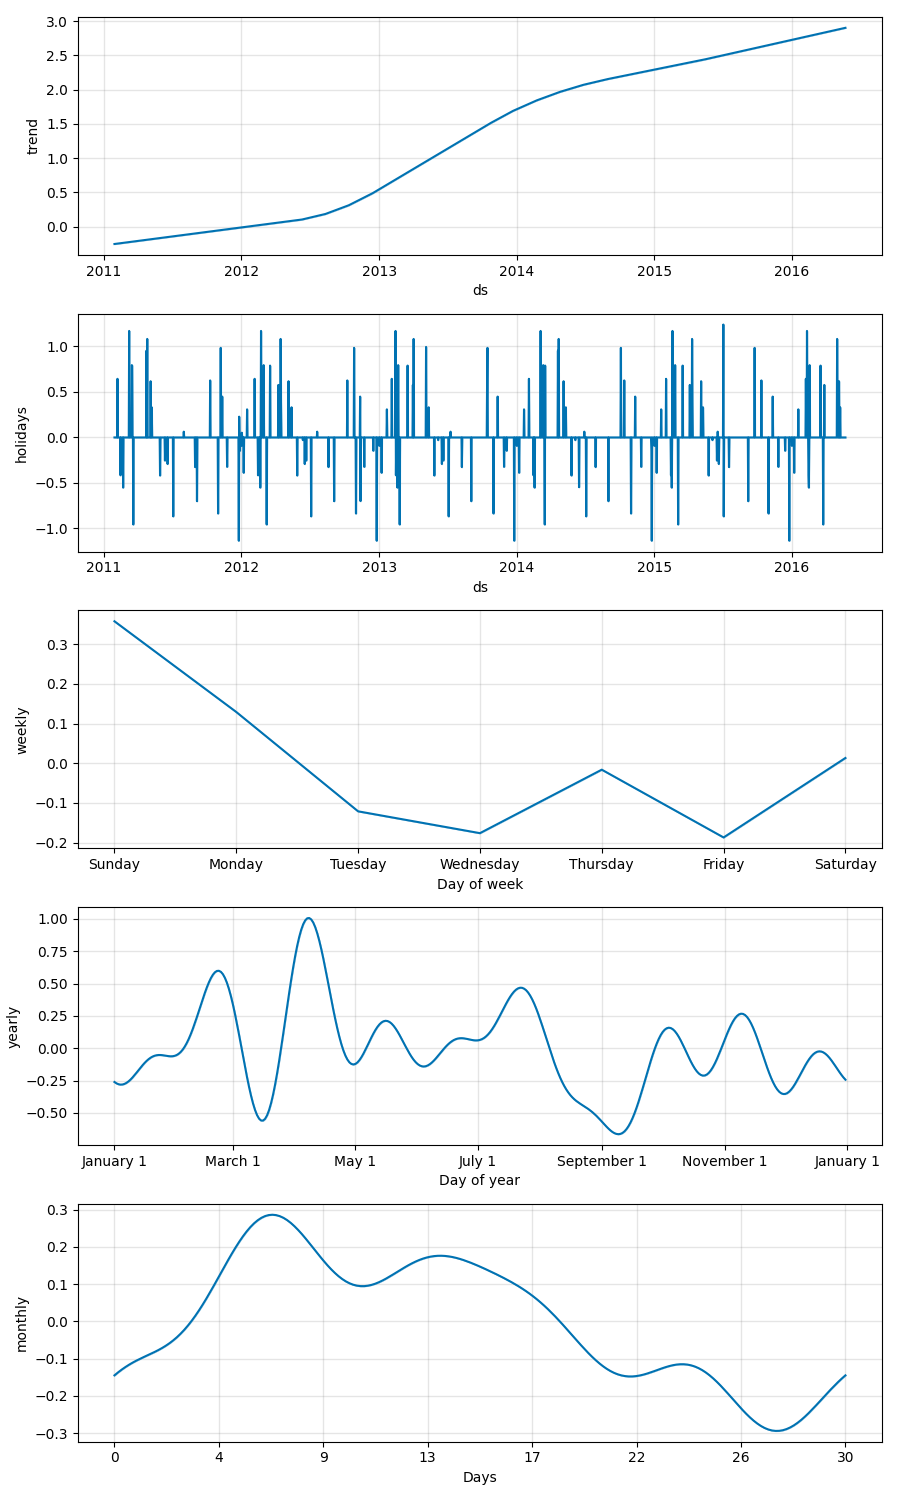 3.0
2.5
2.0
1.5
1.0
0.5
0.0
trend
2011 2012 2013 2014 2015 2016
ds
1.0
0.5
0.0
−0.5
−1.0
holidays
2011 2012 2013 2014 2015 2016
ds
0.3
0.2
0.1
0.0
−0.1
−0.2
weekly
Sunday Monday Tuesday Wednesday Thursday Friday Saturday
Day of week
1.00
0.75
0.50
0.25
0.00
−0.25
−0.50
yearly
January 1 March 1 May 1 July 1 September 1 November 1 January 1
Day of year
0.3
0.2
0.1
0.0
−0.1
−0.2
−0.3
monthly
0 4 9 13 17 22 26 30
Days